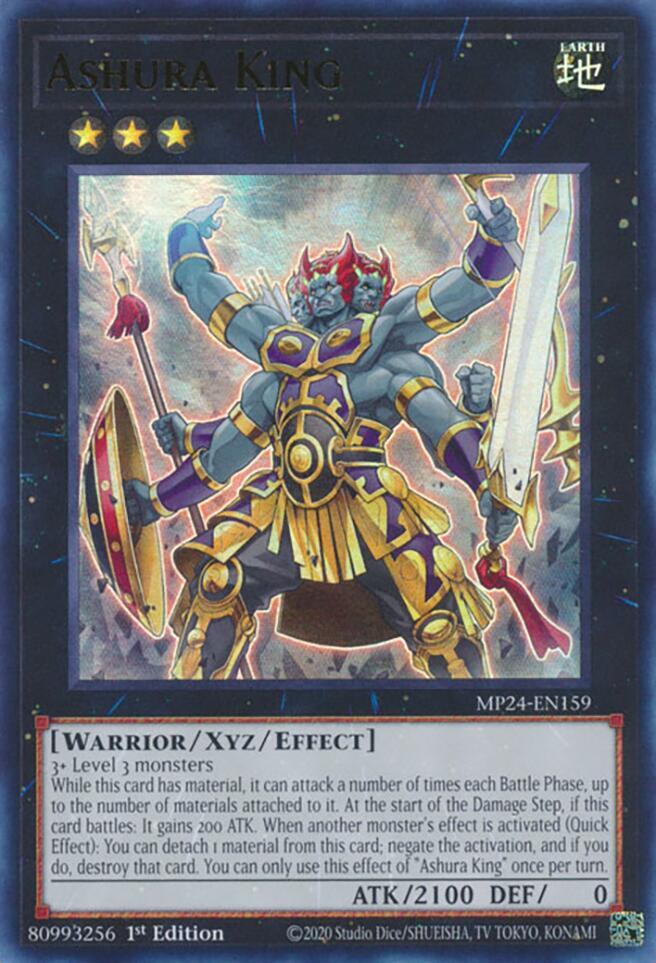 Ashura King
EARTH
地
MP24-EN159
[Warrior/Xyz/Effect]
3+ Level 3 monsters
While this card has material, it can attack a number of times each Battle Phase, up
to the number of materials attached to it. At the start of the Damage Step, if this
card battles: It gains 200 ATK. When another monster's effect is activated (Quick
Effect): You can detach 1 material from this card; negate the activation, and if you
do, destroy that card. You can only use this effect of "Ashura King" once per turn.
ATK/2100 DEF/ 0
80993256 1st Edition ©2020 Studio Dice/SHUEISHA, TV TOKYO, KONAMI